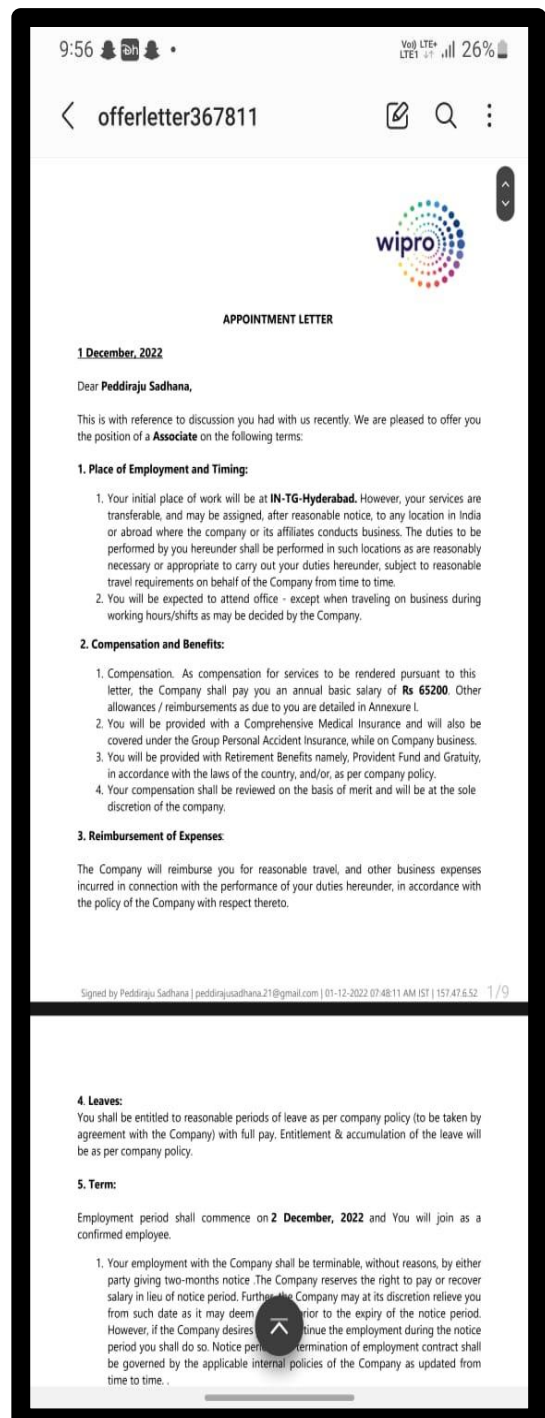 9:56
Vo)) LTE+
LTE1
26%
offerletter367811
wipro
APPOINTMENT LETTER
1 December, 2022
Dear Peddiraju Sadhana,
This is with reference to discussion you had with us recently. We are pleased to offer you
the position of a Associate on the following terms:
1. Place of Employment and Timing:
1. Your initial place of work will be at IN-TG-Hyderabad. However, your services are
transferable, and may be assigned, after reasonable notice, to any location in India
or abroad where the company or its affiliates conducts business. The duties to be
performed by you hereunder shall be performed in such locations as are reasonably
necessary or appropriate to carry out your duties hereunder, subject to reasonable
travel requirements on behalf of the Company from time to time.
2. You will be expected to attend office - except when traveling on business during
working hours/shifts as may be decided by the Company.
2. Compensation and Benefits:
1. Compensation. As compensation for services to be rendered pursuant to this
letter, the Company shall pay you an annual basic salary of Rs 65200. Other
allowances / reimbursements as due to you are detailed in Annexure I.
2. You will be provided with a Comprehensive Medical Insurance and will also be
covered under the Group Personal Accident Insurance, while on Company business.
3. You will be provided with Retirement Benefits namely, Provident Fund and Gratuity,
in accordance with the laws of the country, and/or, as per company policy.
4. Your compensation shall be reviewed on the basis of merit and will be at the sole
discretion of the company.
3. Reimbursement of Expenses:
The Company will reimburse you for reasonable travel, and other business expenses
incurred in connection with the performance of your duties hereunder, in accordance with
the policy of the Company with respect thereto.
Signed by Peddiraju Sadhana | peddirajusadhana.21@gmail.com | 01-12-2022 07:48:11 AM IST | 157.47.6.52 1/9
4. Leaves:
You shall be entitled to reasonable periods of leave as per company policy (to be taken by
agreement with the Company) with full pay. Entitlement & accumulation of the leave will
be as per company policy.
5. Term:
Employment period shall commence on 2 December, 2022 and You will join as a
confirmed employee.
1. Your employment with the Company shall be terminable, without reasons, by either
party giving two-months notice .The Company reserves the right to pay or recover
salary in lieu of notice period. Further, the Company may at its discretion relieve you
from such date as it may deem prior to the expiry of the notice period.
However, if the Company desires the employment during the notice
period you shall do so. Notice termination of employment contract shall
be governed by the applicable internal policies of the Company as updated from
time to time. .